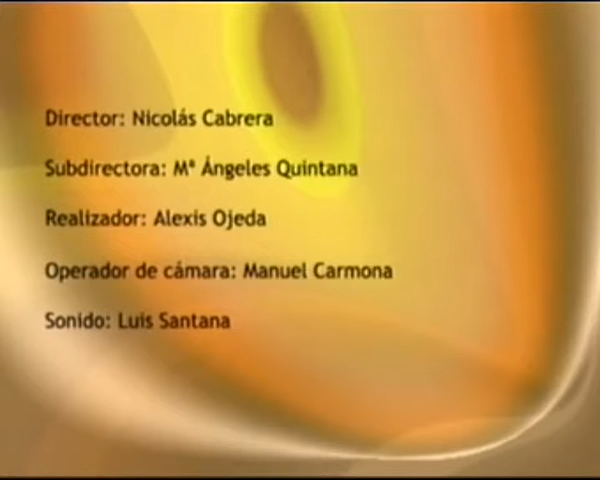 Director: Nicolás Cabrera
Subdirectora: Mª Ángeles Quintana
Realizador: Alexis Ojeda
Operador de cámara: Manuel Carmona
Sonido: Luis Santana